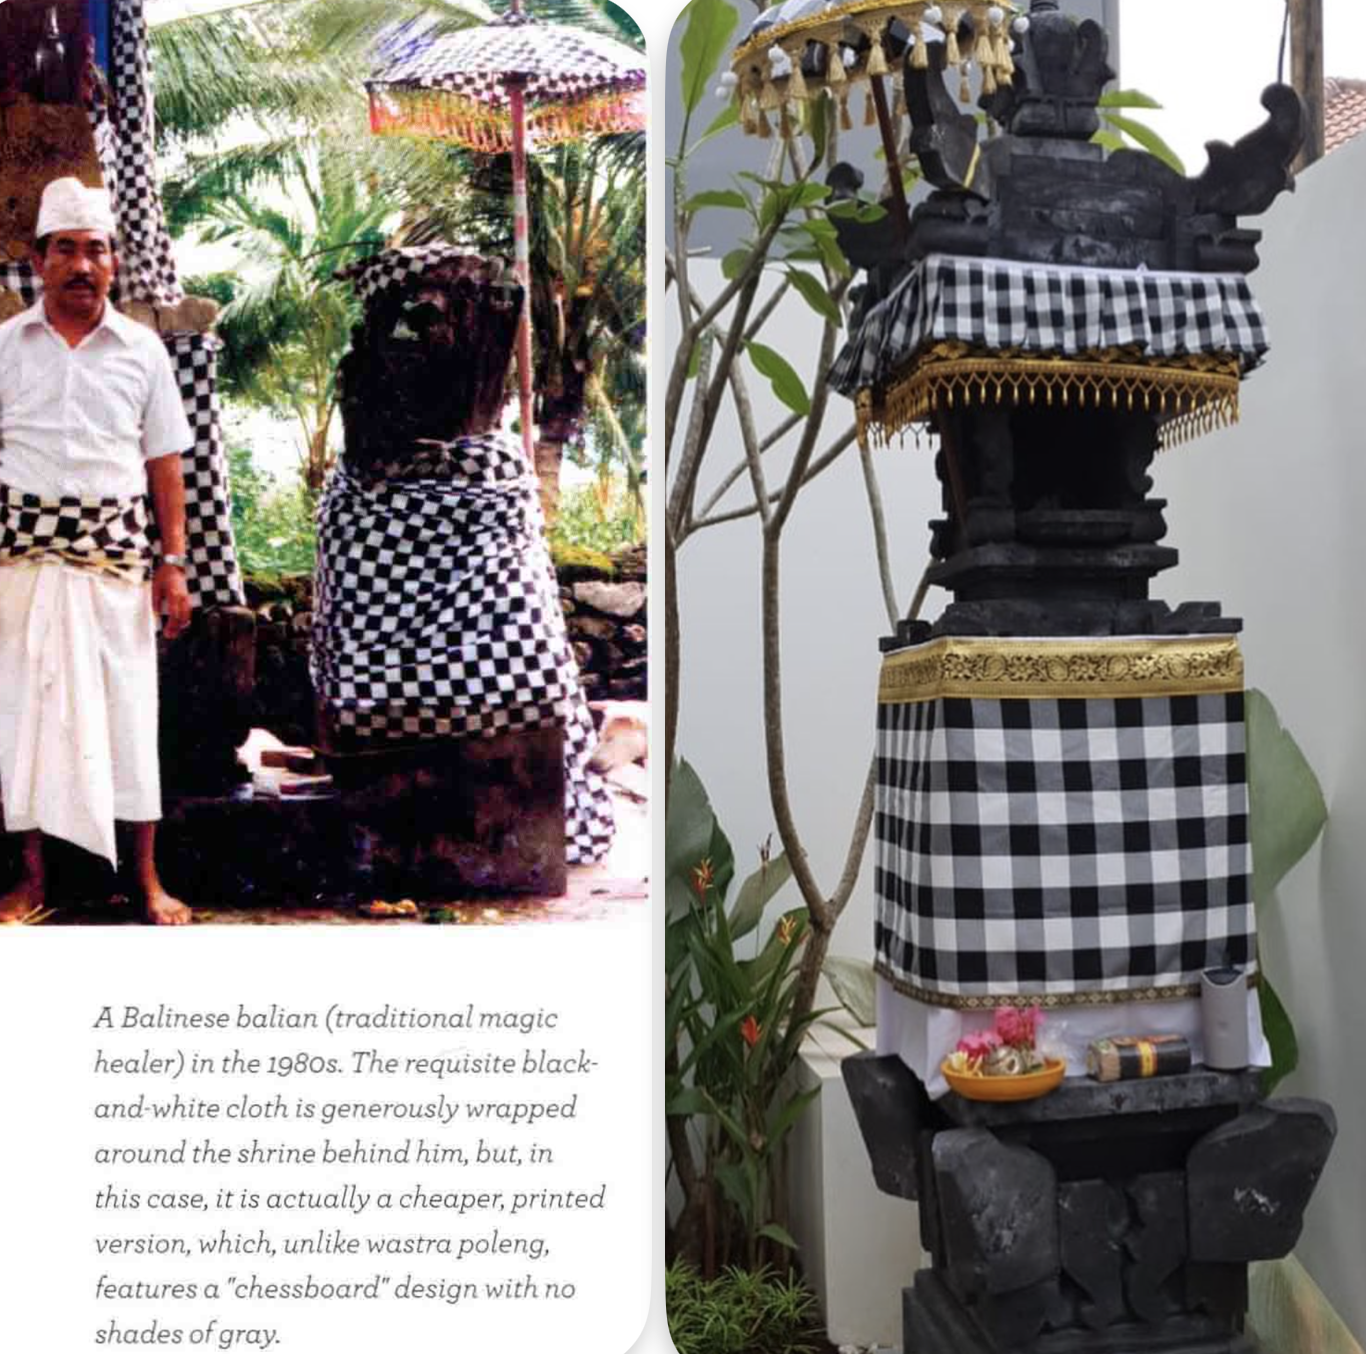 A Balinese balian (traditional magic
healer) in the 1980s. The requisite black-
and-white cloth is generously wrapped
around the shrine behind him, but, in
this case, it is actually a cheaper, printed
version, which, unlike wastra poleng,
features a "chessboard" design with no
shades of gray.